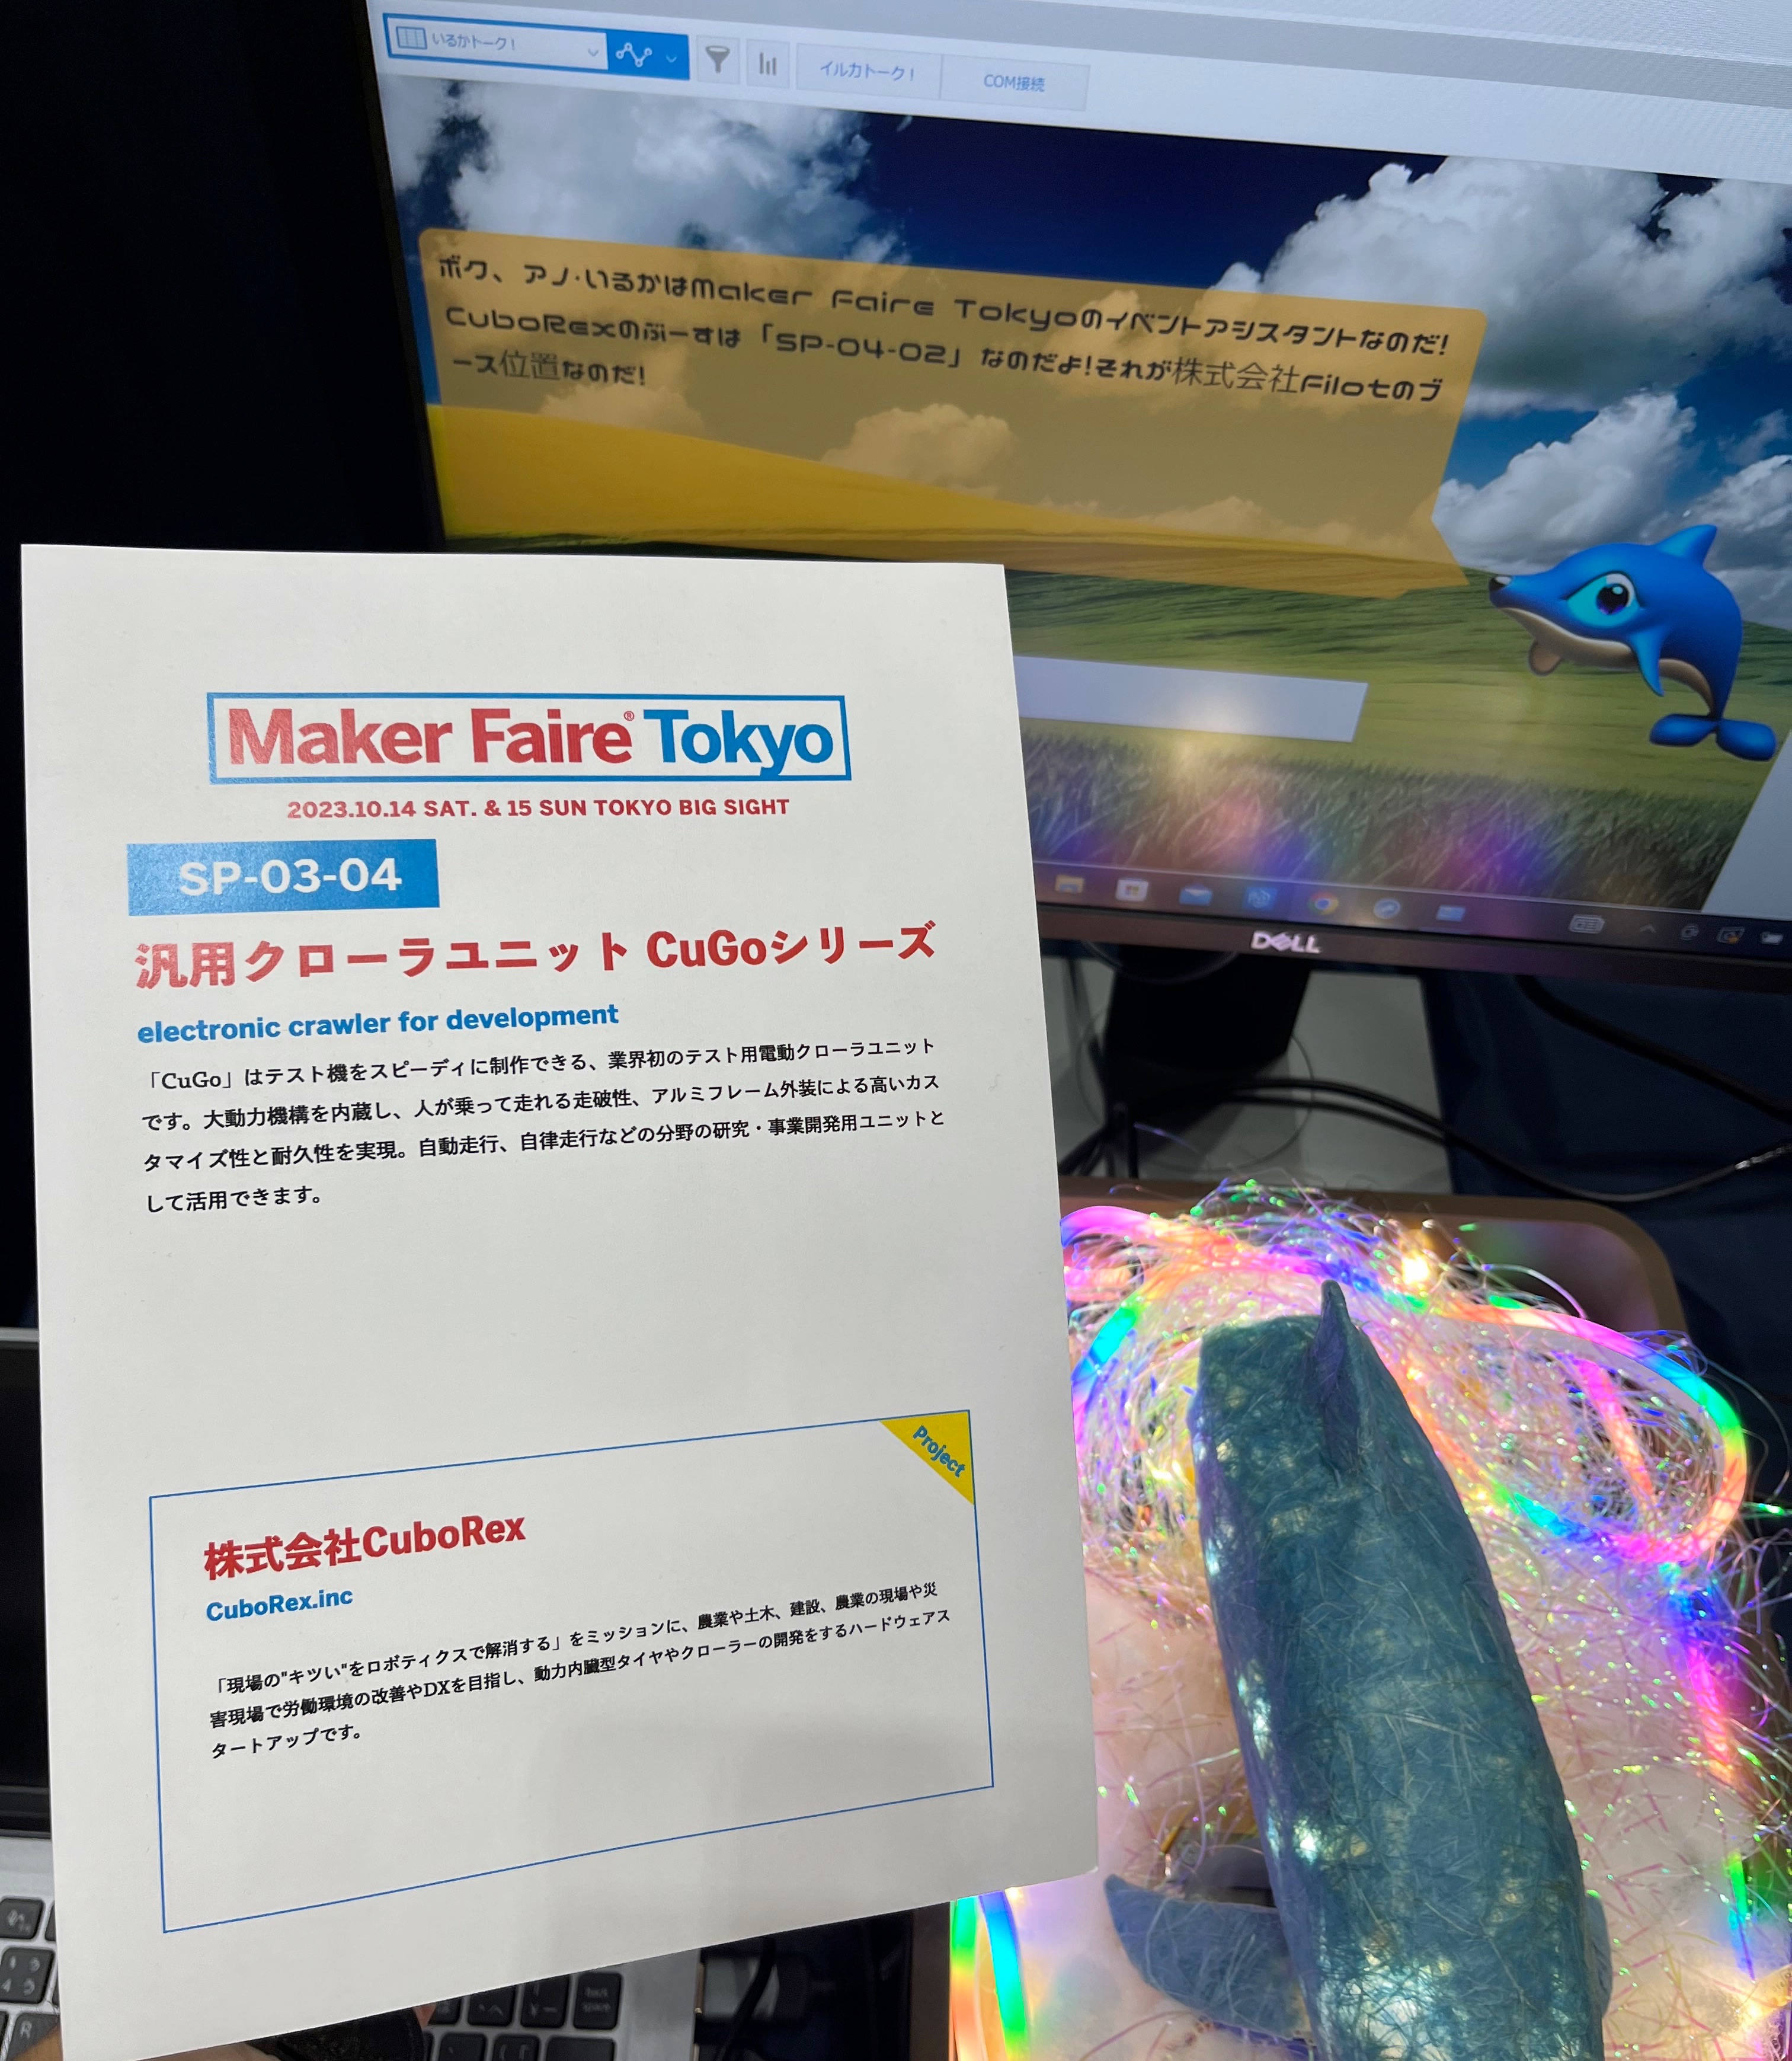 いるかトーク！
イルカトーク！
COM接続
ボク、アノ・いるかはMaker Faire Tokyoのイベントアシスタントなのだ！
CuboRexのぶーすは「SP-04-02」なのだよ！それが株式会社Filotのブ
ース位置なのだ！
DELL
Maker Faire® Tokyo
2023.10.14 SAT. & 15 SUN TOKYO BIG SIGHT
SP-03-04
汎用クローラユニット CuGoシリーズ
electronic crawler for development
「CuGo」はテスト機をスピーディに制作できる、業界初のテスト用電動クローラユニット
です。大動力機構を内蔵し、人が乗って走れる走破性、アルミフレーム外装による高いカス
タマイズ性と耐久性を実現。自動走行、自律走行などの分野の研究・事業開発用ユニットと
して活用できます。
Project
株式会社CuboRex
CuboRex.inc
「現場の"キツい"をロボティクスで解消する」をミッションに、農業や土木、建設、農業の現場や災
害現場で労働環境の改善やDXを目指し、動力内臓型タイヤやクローラーの開発をするハードウェアス
タートアップです。
R